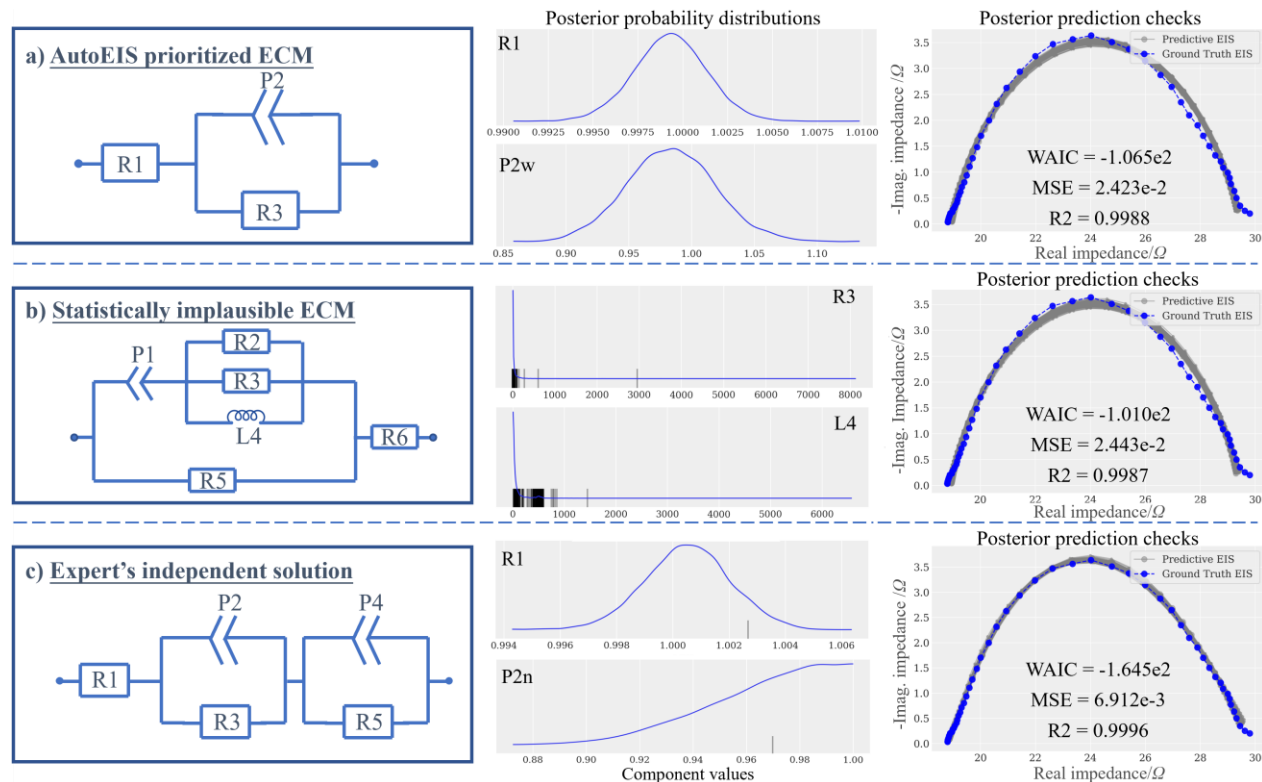 Posterior probability distributions
Posterior prediction checks
a) AutoEIS prioritized ECM
P2
R1
R3
R1
0.9900 0.9925 0.9950 0.9975 1.0000 1.0025 1.0050 1.0075 1.0100
P2w
0.85 0.90 0.95 1.00 1.05 1.10
-Imag. impedance /Ω
3.5
3.0
2.5
2.0
1.5
1.0
0.5
0.0
Predictive EIS
Ground Truth EIS
WAIC = -1.065e2
MSE = 2.423e-2
R2 = 0.9988
20 22 24 26 28 30
Real impedance/Ω
b) Statistically implausible ECM
P1
R2
R3
L4
R6
R5
R3
0 1000 2000 3000 4000 5000 6000 7000 8000
L4
0 1000 2000 3000 4000 5000 6000
Posterior prediction checks
-Imag. Impedance/Ω
3.5
3.0
2.5
2.0
1.5
1.0
0.5
0.0
Predictive EIS
Ground Truth EIS
WAIC = -1.010e2
MSE = 2.443e-2
R2 = 0.9987
20 22 24 26 28 30
Real impedance/Ω
c) Expert's independent solution
P2
P4
R1
R3
R5
R1
0.994 0.996 0.998 1.000 1.002 1.004 1.006
P2n
0.88 0.90 0.92 0.94 0.96 0.98 1.00
Component values
Posterior prediction checks
-Imag. impedance /Ω
3.5
3.0
2.5
2.0
1.5
1.0
0.5
0.0
Predictive EIS
Ground Truth EIS
WAIC = -1.645e2
MSE = 6.912e-3
R2 = 0.9996
20 22 24 26 28 30
Real impedance/Ω